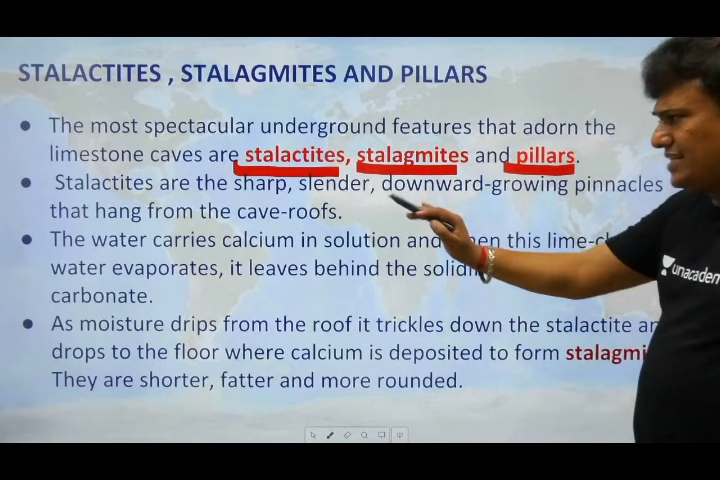 STALACTITES , STALAGMITES AND PILLARS
● The most spectacular underground features that adorn the
limestone caves are stalactites, stalagmites and pillars.
● Stalactites are the sharp, slender, downward-growing pinnacles
that hang from the cave-roofs.
● The water carries calcium in solution and this lime-
water evaporates, it leaves behind the
carbonate.
● As moisture drips from the roof it trickles down the stalactite
drops to the floor where calcium is deposited to form stalagmi
They are shorter, fatter and more rounded.
unacadem